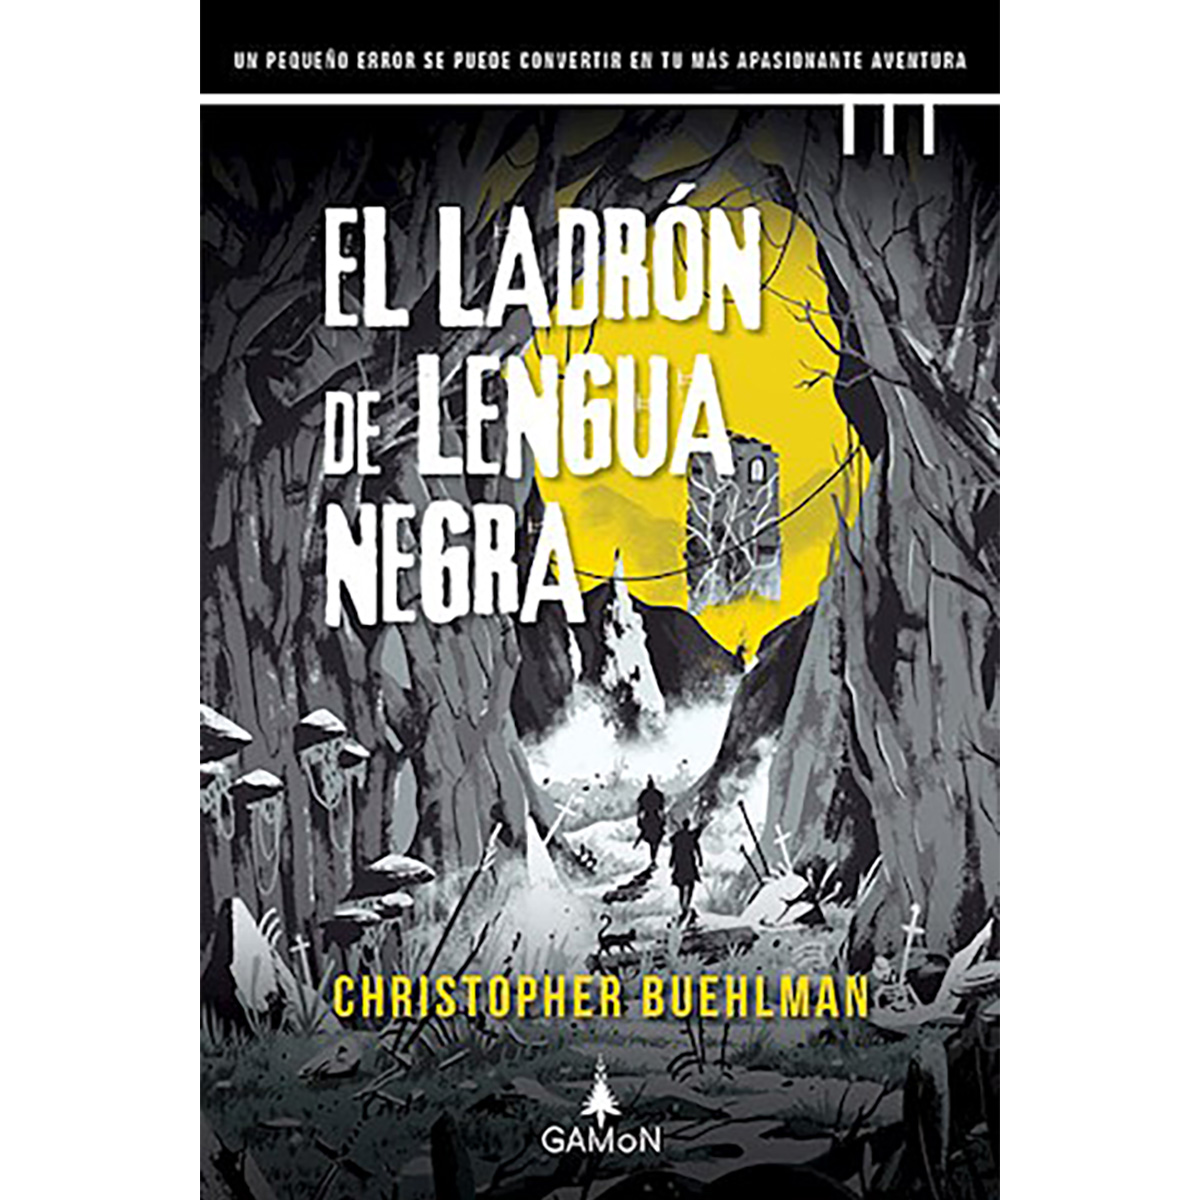 UN PEQUEÑO ERROR SE PUEDE CONVERTIR EN TU MÁS APASIONANTE AVENTURA
EL LADRÓN
DE LENGUA
NEGRA
CHRISTOPHER BUEHLMAN
GAMoN